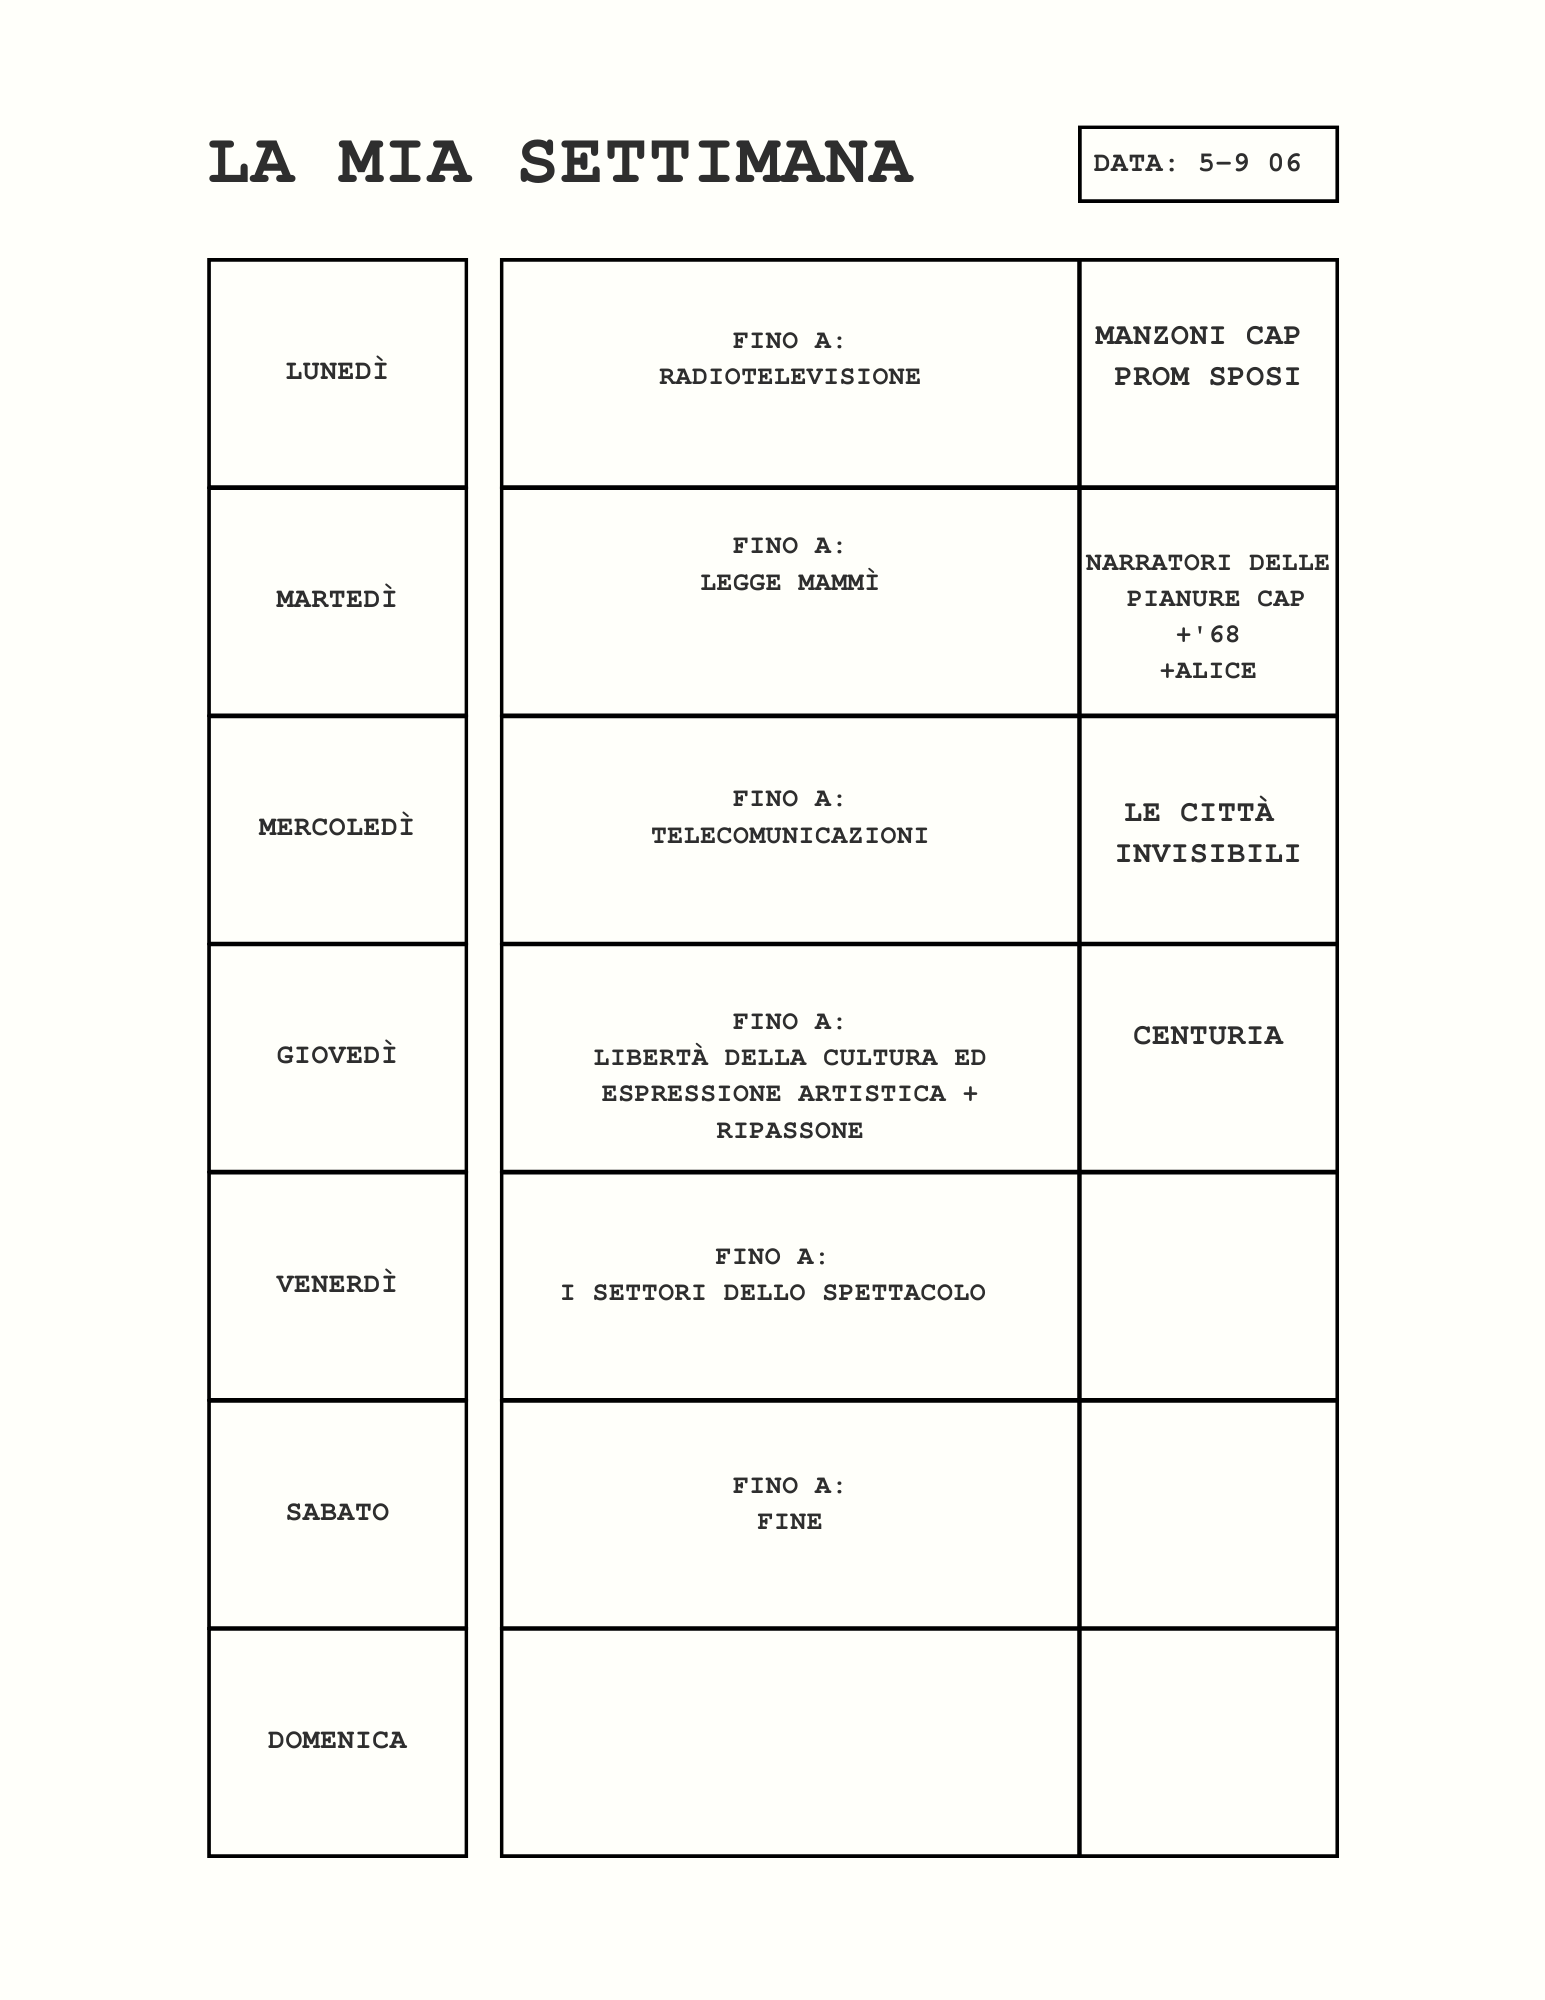 LA MIA SETTIMANA
DATA: 5-9 06
LUNEDÌ
FINO A:
RADIOTELEVISIONE
MANZONI CAP
PROM SPOSI
MARTEDÌ
FINO A:
LEGGE MAMMÌ
NARRATORI DELLE
PIANURE CAP
+'68
+ALICE
MERCOLEDÌ
FINO A:
TELECOMUNICAZIONI
LE CITTÀ
INVISIBILI
GIOVEDÌ
FINO A:
LIBERTÀ DELLA CULTURA ED
ESPRESSIONE ARTISTICA +
RIPASSONE
CENTURIA
VENERDÌ
FINO A:
I SETTORI DELLO SPETTACOLO
SABATO
FINO A:
FINE
DOMENICA